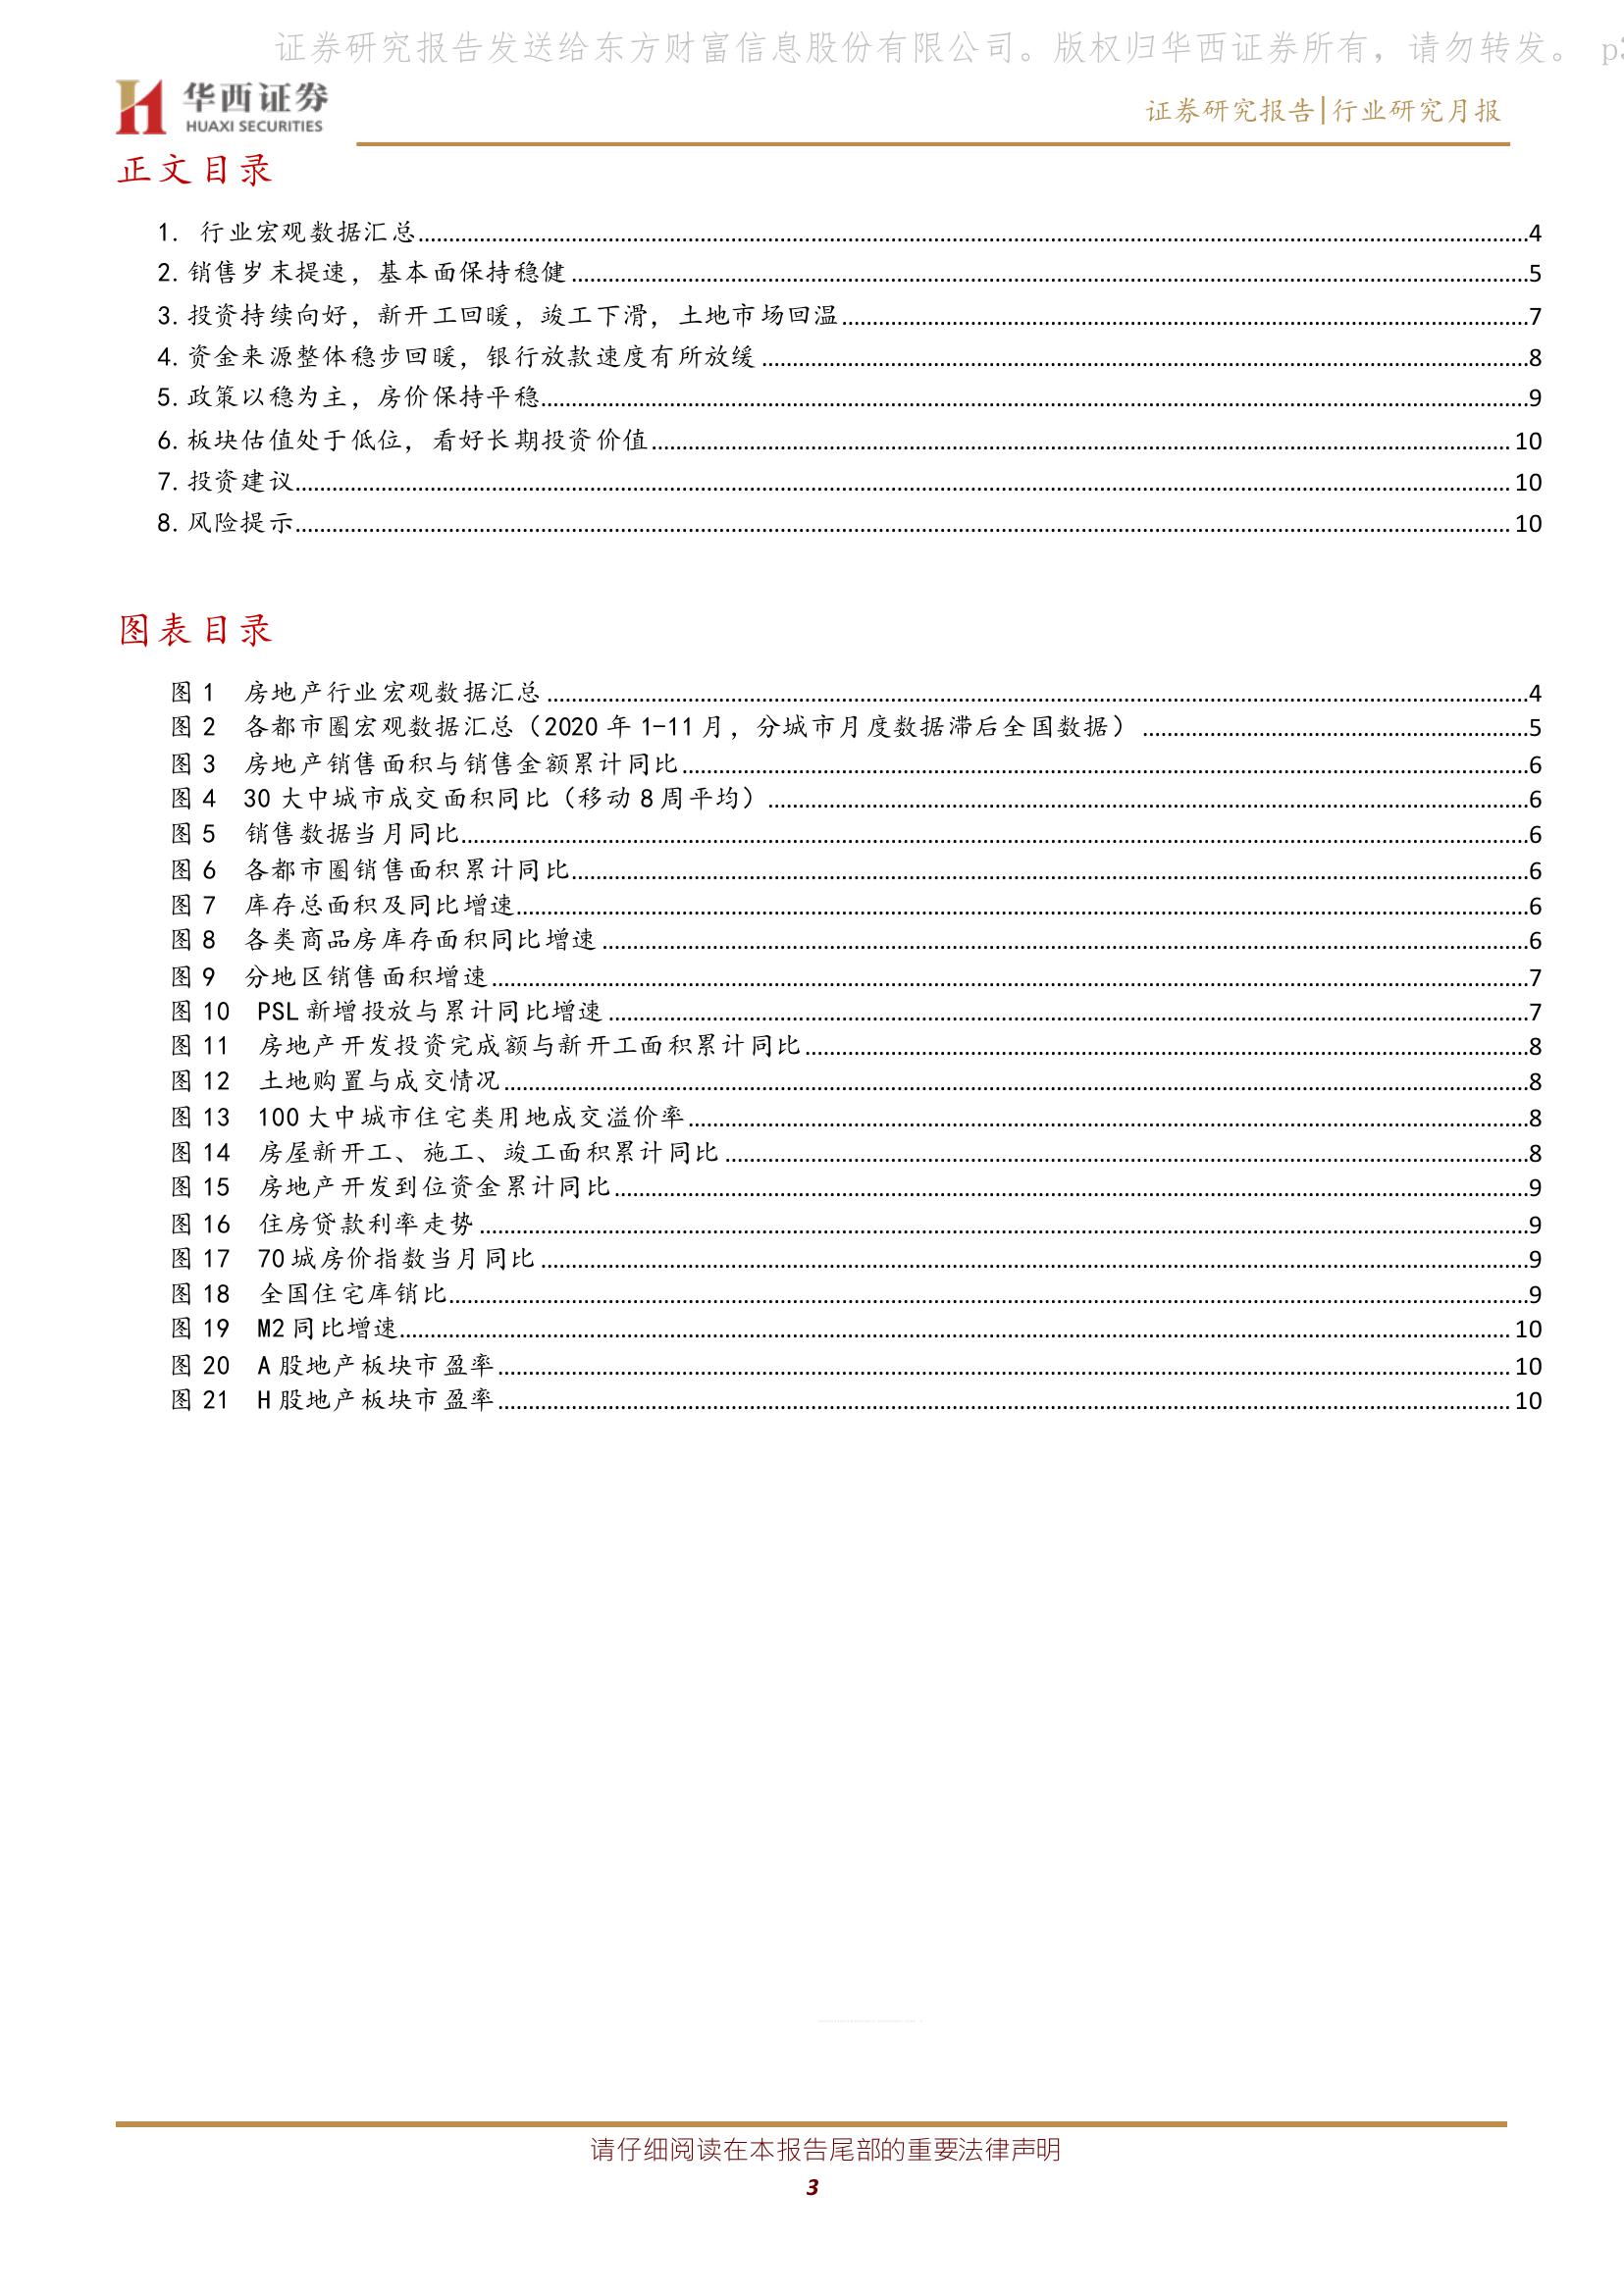 证券研究报告发送给东方财富信息股份有限公司。版权归华西证券所有，请勿转发。 p3
华西证券
HUAXI SECURITIES
证券研究报告|行业研究月报
正文目录
1. 行业宏观数据汇总........4
2. 销售岁末提速，基本面保持稳健........5
3. 投资持续向好，新开工回暖，竣工下滑，土地市场回温........7
4. 资金来源整体稳步回暖，银行放款速度有所放缓........8
5. 政策以稳为主，房价保持平稳........9
6. 板块估值处于低位，看好长期投资价值........10
7. 投资建议........10
8. 风险提示........10
图表目录
图 1 房地产行业宏观数据汇总........4
图 2 各都市圈宏观数据汇总（2020 年 1-11 月，分城市月度数据滞后全国数据）........5
图 3 房地产销售面积与销售金额累计同比........6
图 4 30 大中城市成交面积同比（移动 8 周平均）........6
图 5 销售数据当月同比........6
图 6 各都市圈销售面积累计同比........6
图 7 库存总面积及同比增速........6
图 8 各类商品房库存面积同比增速........6
图 9 分地区销售面积增速........7
图 10 PSL 新增投放与累计同比增速........7
图 11 房地产开发投资完成额与新开工面积累计同比........8
图 12 土地购置与成交情况........8
图 13 100 大中城市住宅类用地成交溢价率........8
图 14 房屋新开工、施工、竣工面积累计同比........8
图 15 房地产开发到位资金累计同比........9
图 16 住房贷款利率走势........9
图 17 70 城房价指数当月同比........9
图 18 全国住宅库销比........9
图 19 M2 同比增速........10
图 20 A 股地产板块市盈率........10
图 21 H 股地产板块市盈率........10
请仔细阅读在本报告尾部的重要法律声明
3